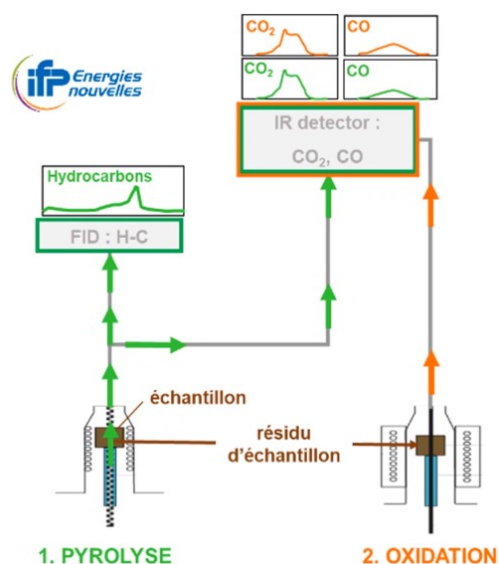 CO2
CO
CO2
CO
ifp Energies
nouvelles
IR detector :
CO2, CO
Hydrocarbons
FID : H-C
échantillon
résidu
d'échantillon
1. PYROLYSE
2. OXIDATION